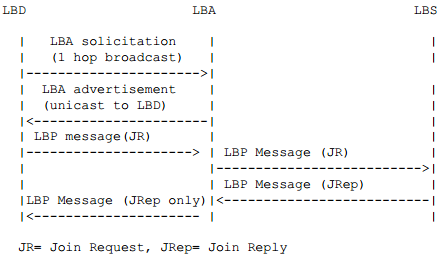 LBD LBA LBS
LBA solicitation
(1 hop broadcast)
LBA advertisement
(unicast to LBD)
LBP message(JR)
LBP Message (JR)
LBP Message (JRep)
LBP Message (JRep only)
JR= Join Request, JRep= Join Reply